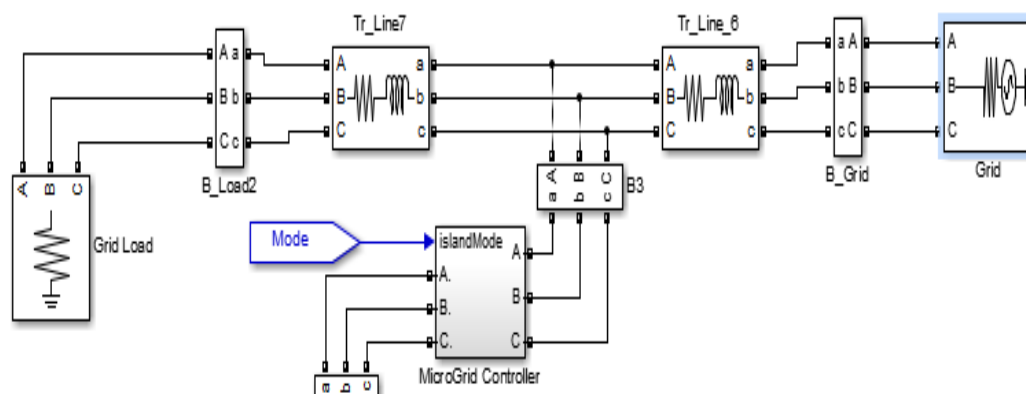 Tr_Line7
Tr_Line_6
A a
B b
C c
B_Load2
A a
B b
C c
A a
B b
C c
a A
b B
c C
B_Grid
A
B
C
Grid
A B C
Grid Load
A B C
a b c
B3
Mode
islandMode
A
A.
B
B.
C
C.
MicroGrid Controller
a b c